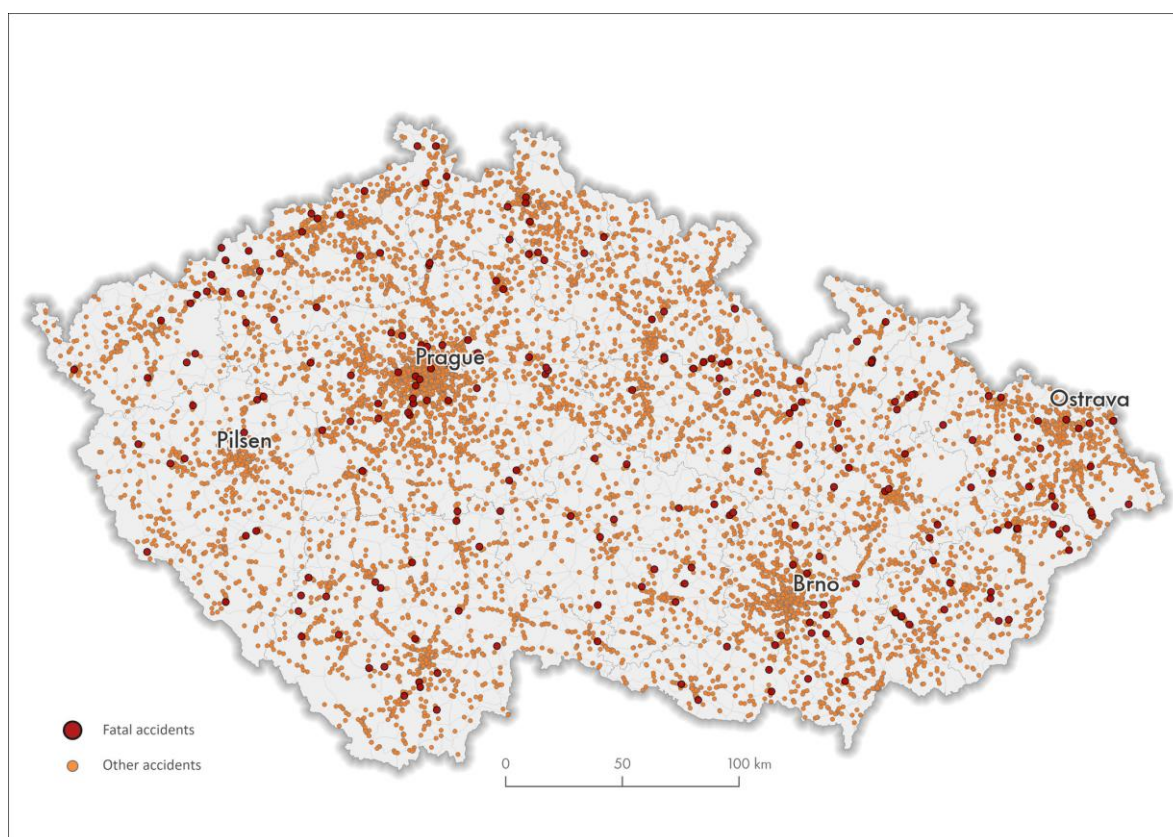 Prague
Ostrava
Pilsen
Brno
Fatal accidents
Other accidents
0 50 100 km